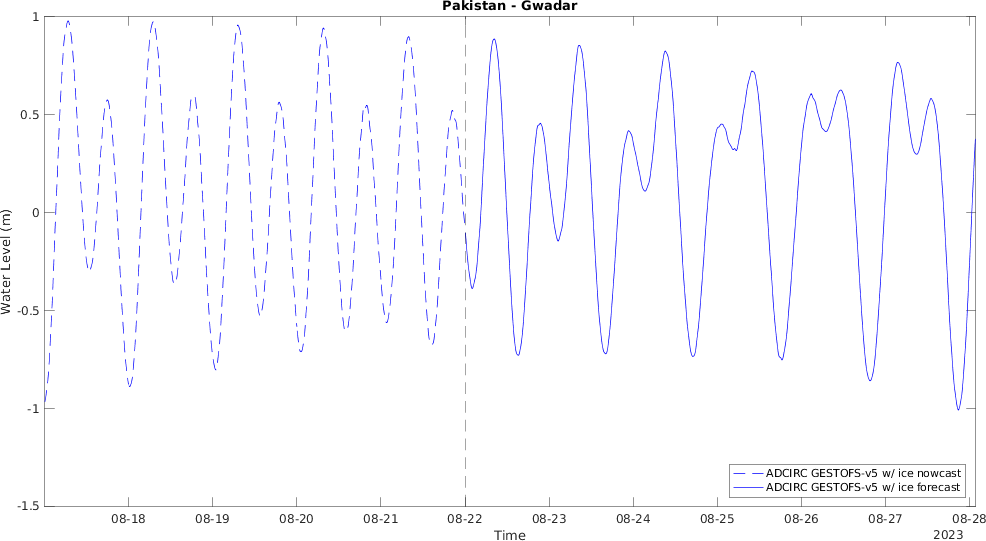 Pakistan - Gwadar
Water Level (m)
1
0.5
0
-0.5
-1
-1.5
ADCIRC GESTOFS-v5 w/ ice nowcast
ADCIRC GESTOFS-v5 w/ ice forecast
08-18 08-19 08-20 08-21 08-22 08-23 08-24 08-25 08-26 08-27 08-28
Time
2023